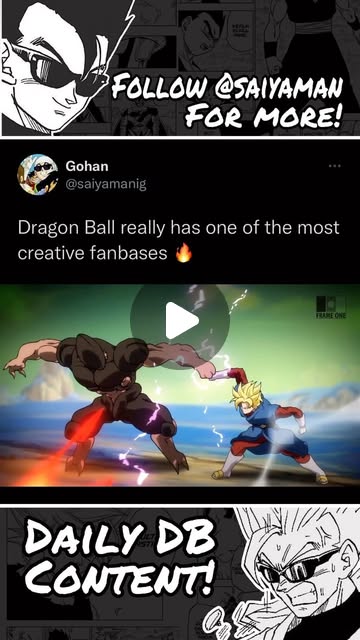 FOLLOW @SAIYAMAN
FOR MORE!
Gohan
@saiyamanig
Dragon Ball really has one of the most
creative fanbases 🔥
FRAME ONE
DAILY DB
CONTENT!